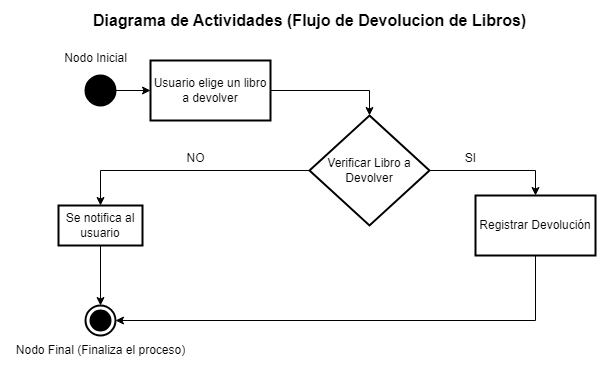 Diagrama de Actividades (Flujo de Devolucion de Libros)
Nodo Inicial
Usuario elige un libro
a devolver
Verificar Libro a
Devolver
NO
SI
Se notifica al
usuario
Registrar Devolución
Nodo Final (Finaliza el proceso)